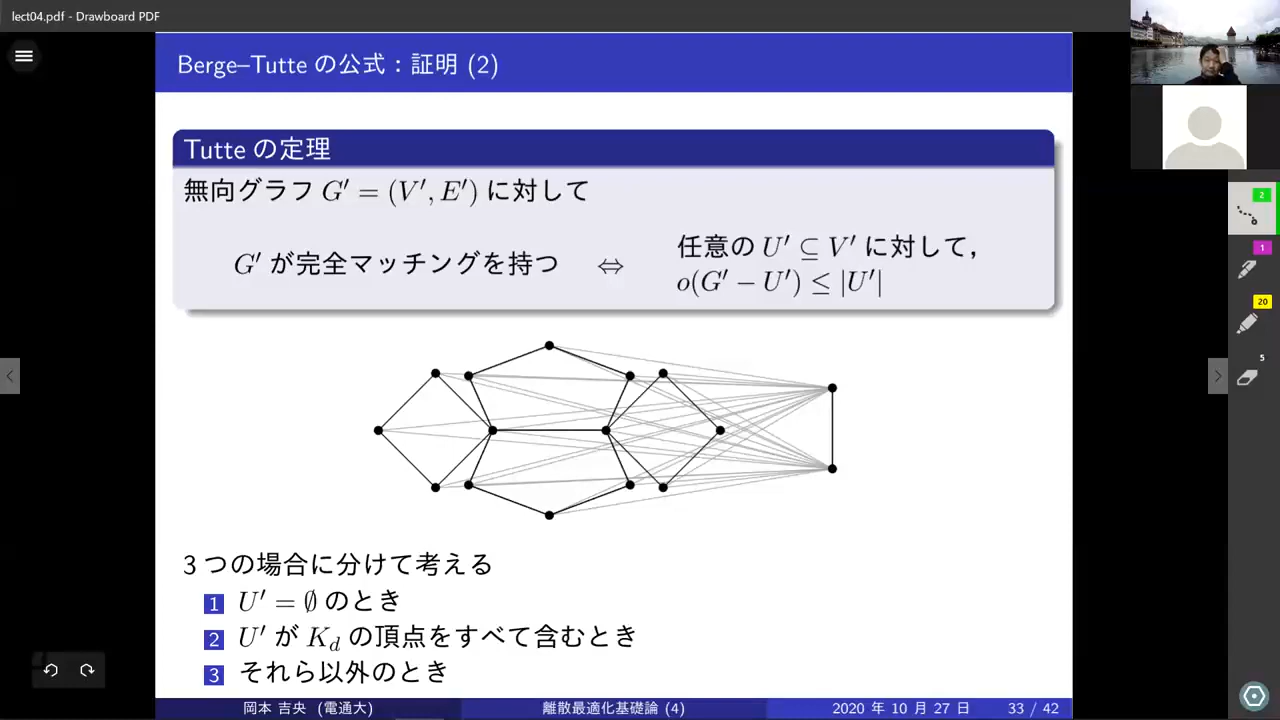 lect04.pdf - Drawboard PDF
Berge–Tutte の公式：証明 (2)
Tutte の定理
無向グラフ G′ = (V′, E′) に対して
G′ が完全マッチングを持つ ⇔ 任意の U′ ⊆ V′ に対して，
o(G′ − U′) ≤ |U′|
3 つの場合に分けて考える
1 U′ = ∅ のとき
2 U′ が K_d の頂点をすべて含むとき
3 それら以外のとき
岡本 吉央 (電通大) 離散最適化基礎論 (4) 2020 年 10 月 27 日 33 / 42
2
1
20
5